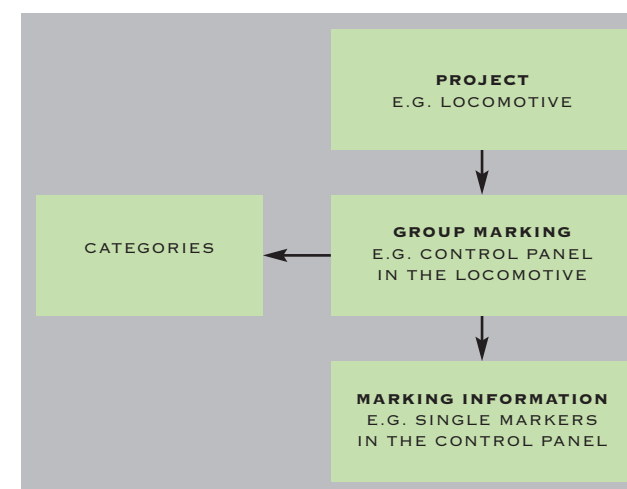 PROJECT
E.G. LOCOMOTIVE
CATEGORIES
GROUP MARKING
E.G. CONTROL PANEL
IN THE LOCOMOTIVE
MARKING INFORMATION
E.G. SINGLE MARKERS
IN THE CONTROL PANEL